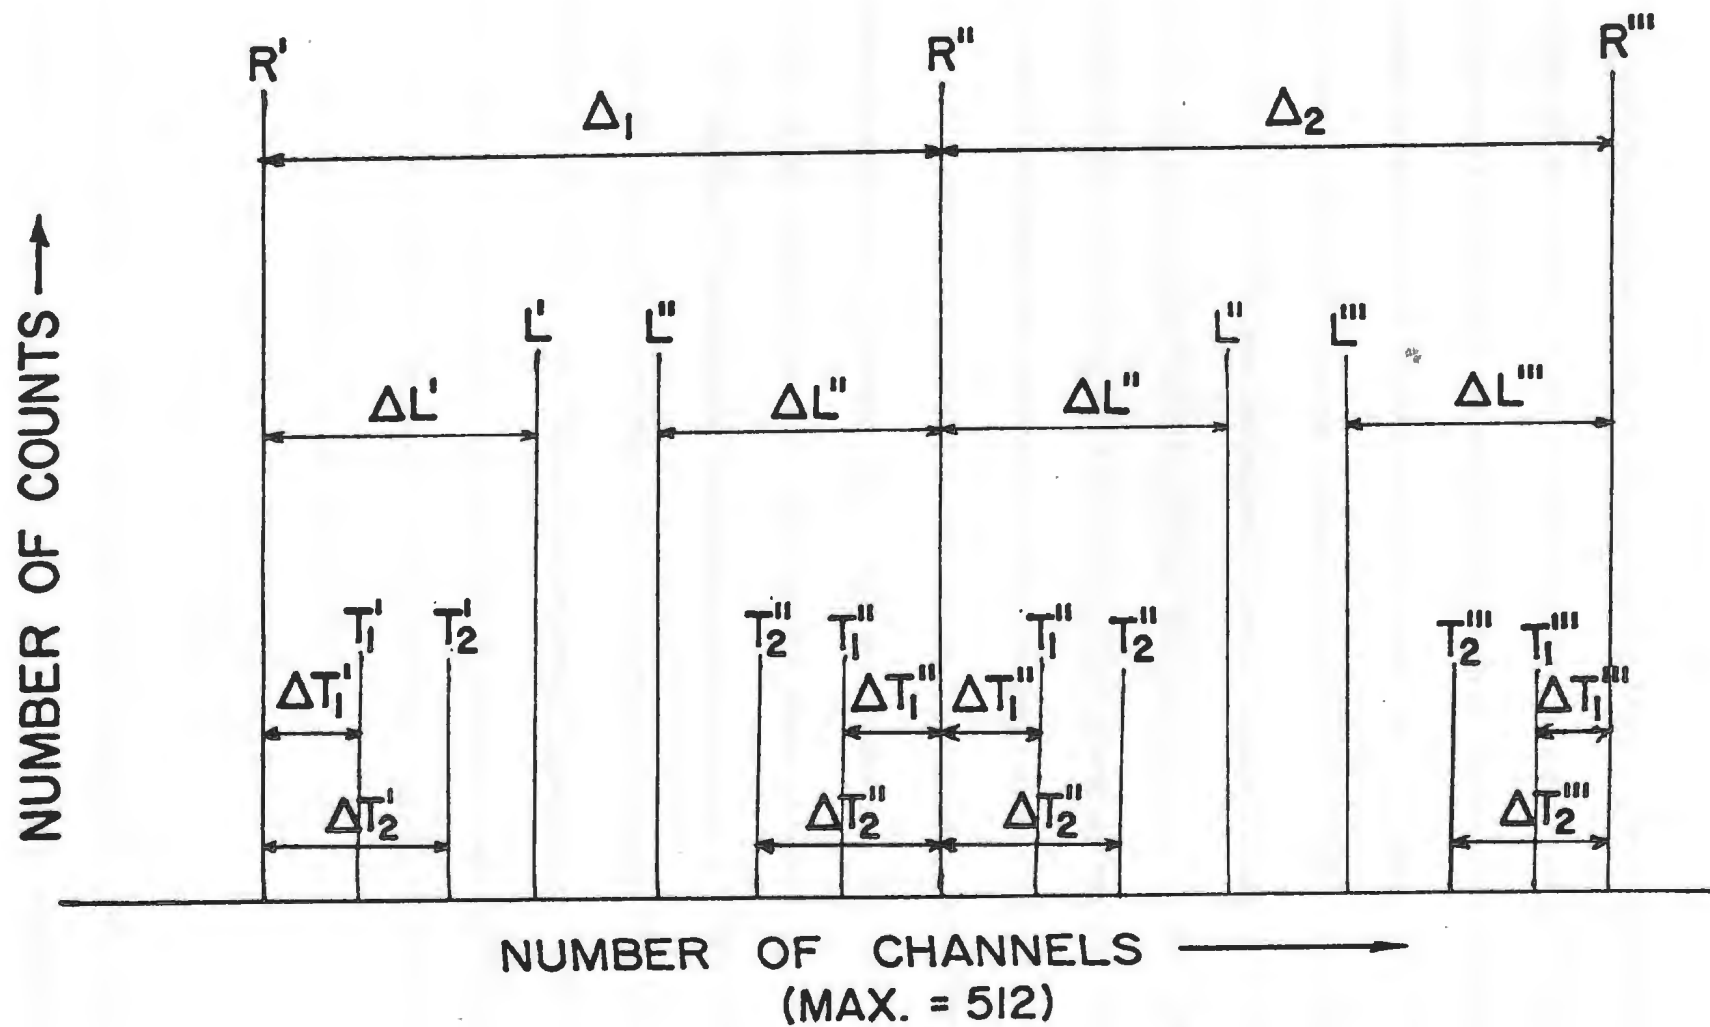 R' R'' R'''
Δ₁ Δ₂
L' L'' L'' L'''
ΔL' ΔL'' ΔL'' ΔL'''
T₁' T₂' T₂'' T₁'' T₁'' T₂'' T₂''' T₁'''
ΔT₁' ΔT₁'' ΔT₁'' ΔT₁'''
ΔT₂' ΔT₂'' ΔT₂'' ΔT₂'''
NUMBER OF COUNTS →
NUMBER OF CHANNELS →
(MAX. = 512)